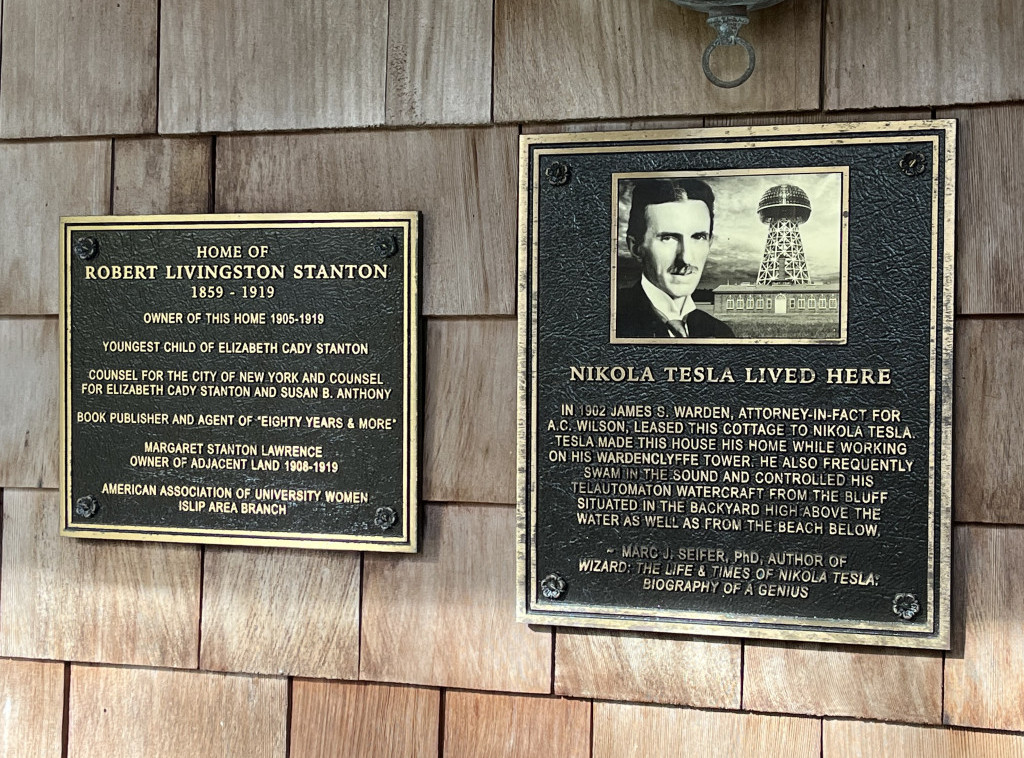 HOME OF
ROBERT LIVINGSTON STANTON
1859 - 1919
OWNER OF THIS HOME 1905-1919
YOUNGEST CHILD OF ELIZABETH CADY STANTON
COUNSEL FOR THE CITY OF NEW YORK AND COUNSEL
FOR ELIZABETH CADY STANTON AND SUSAN B. ANTHONY
BOOK PUBLISHER AND AGENT OF "EIGHTY YEARS & MORE"
MARGARET STANTON LAWRENCE
OWNER OF ADJACENT LAND 1908-1919
AMERICAN ASSOCIATION OF UNIVERSITY WOMEN
ISLIP AREA BRANCH
NIKOLA TESLA LIVED HERE
IN 1902 JAMES S. WARDEN, ATTORNEY-IN-FACT FOR
A.C. WILSON, LEASED THIS COTTAGE TO NIKOLA TESLA.
TESLA MADE THIS HOUSE HIS HOME WHILE WORKING
ON HIS WARDENCLYFFE TOWER. HE ALSO FREQUENTLY
SWAM IN THE SOUND AND CONTROLLED HIS
TELAUTOMATON WATERCRAFT FROM THE BLUFF
SITUATED IN THE BACKYARD HIGH ABOVE THE
WATER AS WELL AS FROM THE BEACH BELOW.
~ MARC J. SEIFER, PhD, AUTHOR OF
WIZARD: THE LIFE & TIMES OF NIKOLA TESLA:
BIOGRAPHY OF A GENIUS